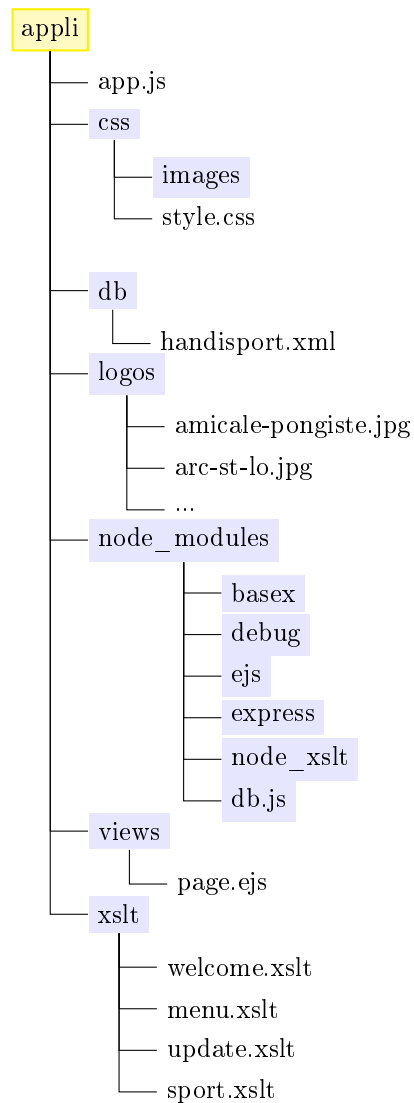 appli
app.js
css
images
style.css
db
handisport.xml
logos
amicale-pongiste.jpg
arc-st-lo.jpg
...
node_modules
basex
debug
ejs
express
node_xslt
db.js
views
page.ejs
xslt
welcome.xslt
menu.xslt
update.xslt
sport.xslt